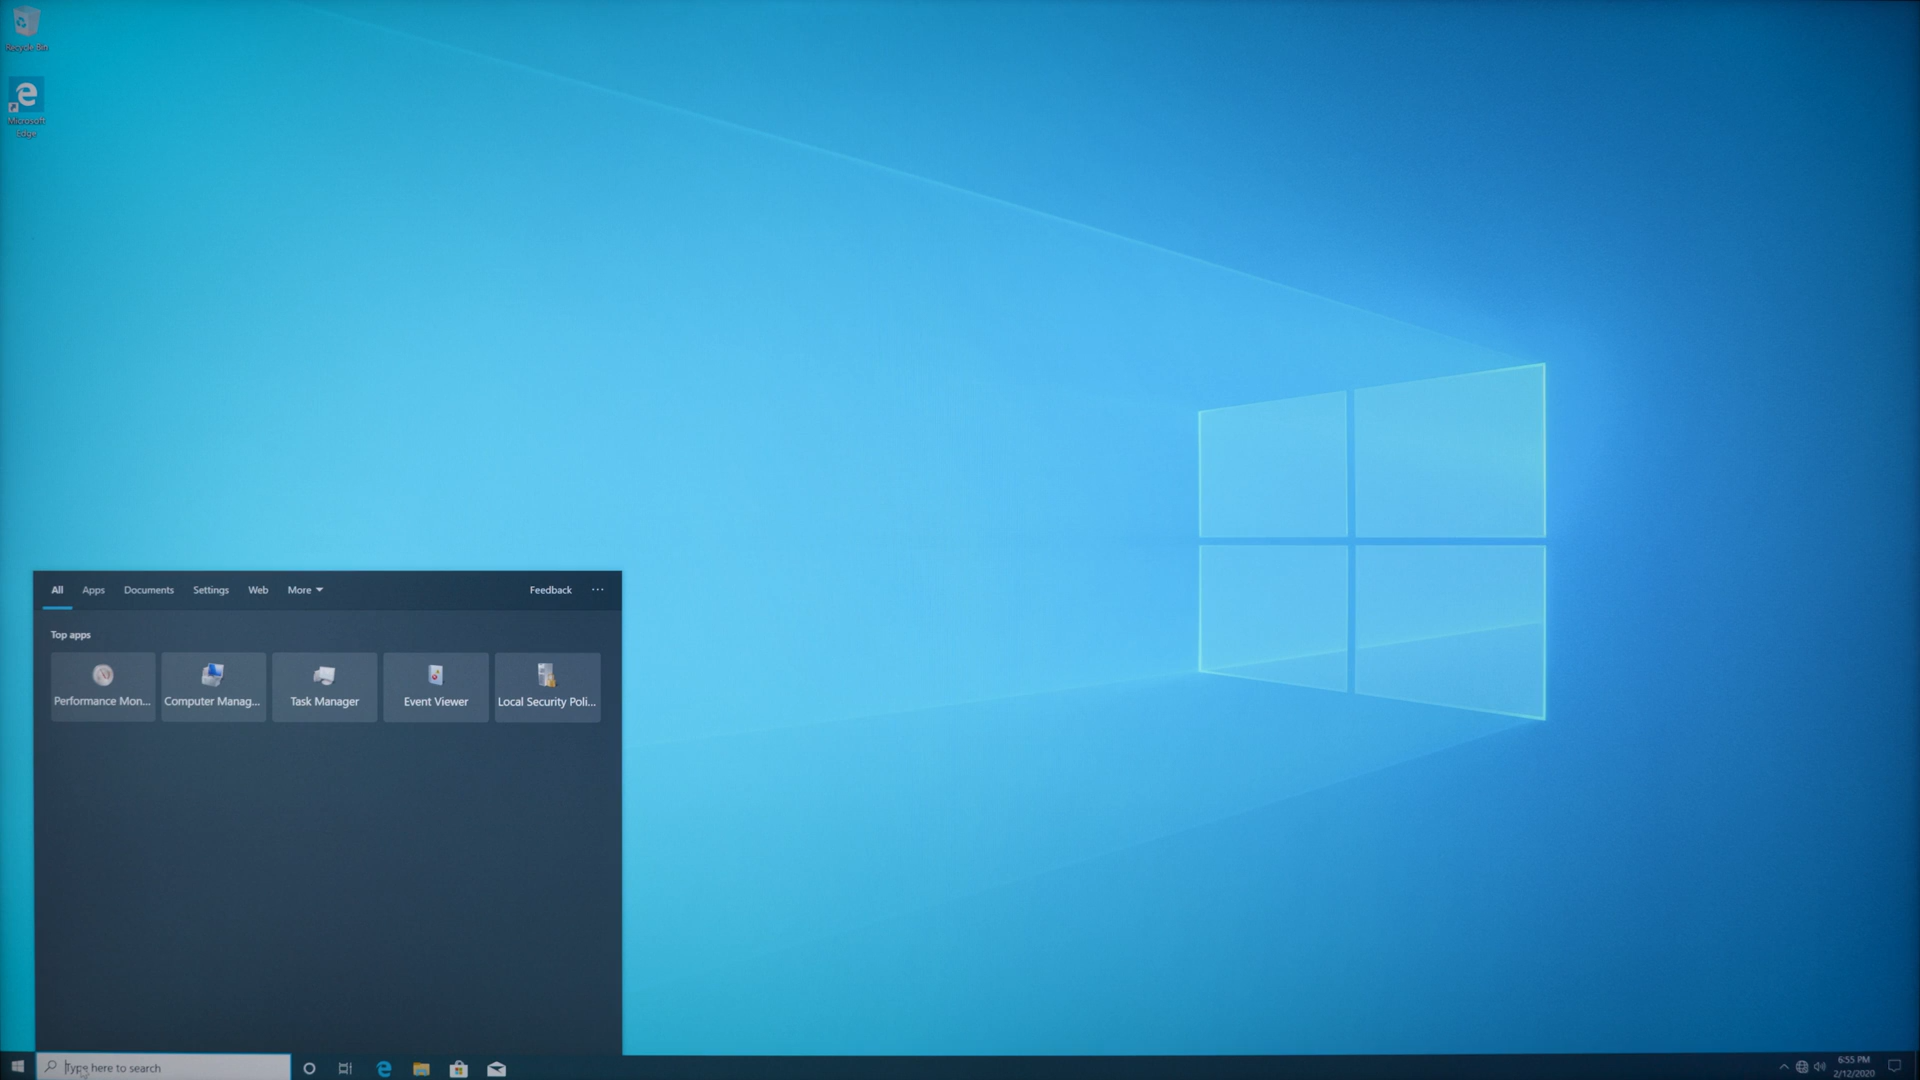 Recycle Bin
Microsoft
Edge
All Apps Documents Settings Web More Feedback ...
Top apps
Performance Mon...
Computer Manag...
Task Manager
Event Viewer
Local Security Poli...
Type here to search
6:55 PM
2/12/2020